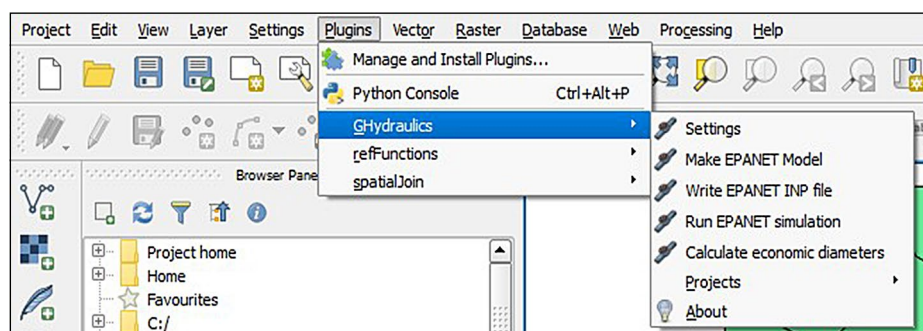 Project Edit View Layer Settings Plugins Vector Raster Database Web Processing Help
Manage and Install Plugins...
Python Console Ctrl+Alt+P
GHydraulics
refFunctions
spatialJoin
Settings
Make EPANET Model
Write EPANET INP file
Run EPANET simulation
Calculate economic diameters
Projects
About
Browser Pane
Project home
Home
Favourites
C:/